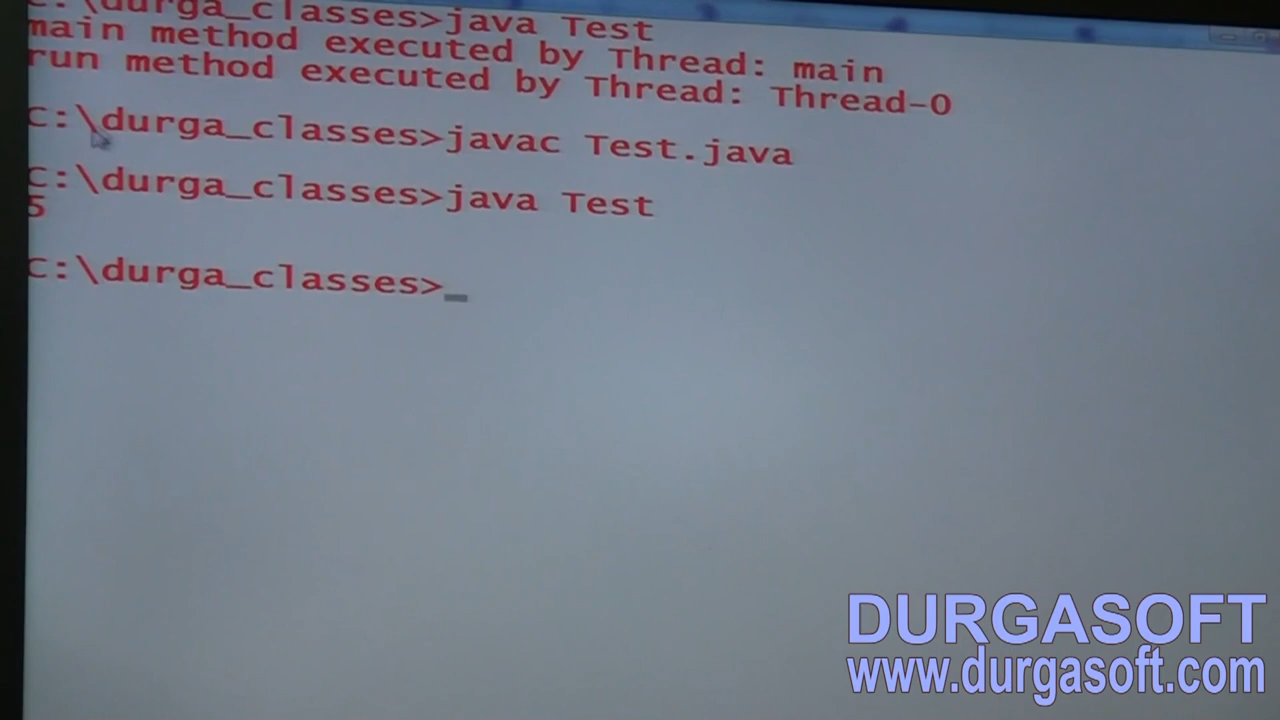 C:\durga_classes>java Test
main method executed by Thread: main
run method executed by Thread: Thread-0
C:\durga_classes>javac Test.java
C:\durga_classes>java Test
5
C:\durga_classes>_
DURGASOFT
www.durgasoft.com